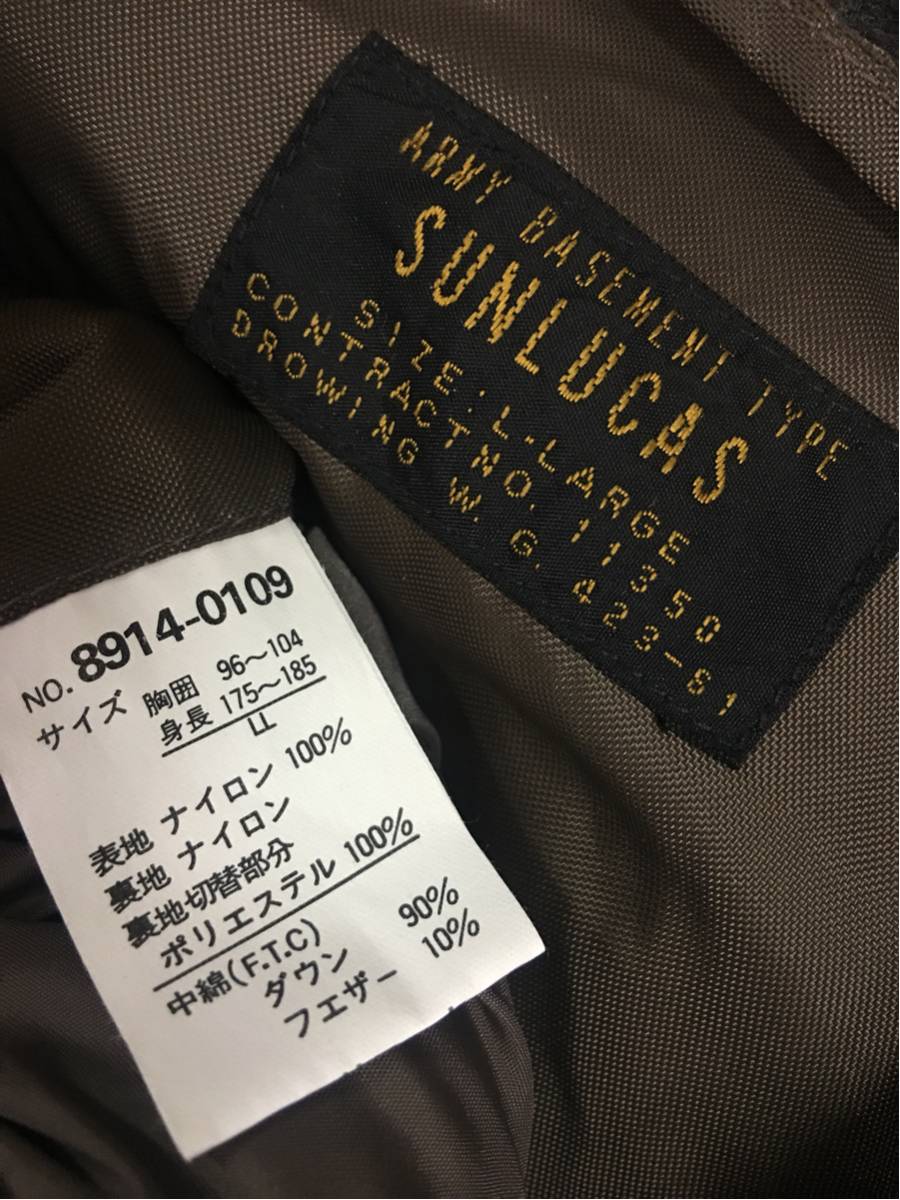 ARMY BASEMENT TYPE
SUNLUCAS
SIZE: L-LARGE
CONTRACT NO. 11350
DROWING W. G. 423-61
NO. 8914-0109
サイズ 胸囲 96～104
身長 175～185
LL
表地 ナイロン 100%
裏地 ナイロン
裏地切替部分
ポリエステル 100%
中綿(F.T.C)
ダウン 90%
フエザー 10%